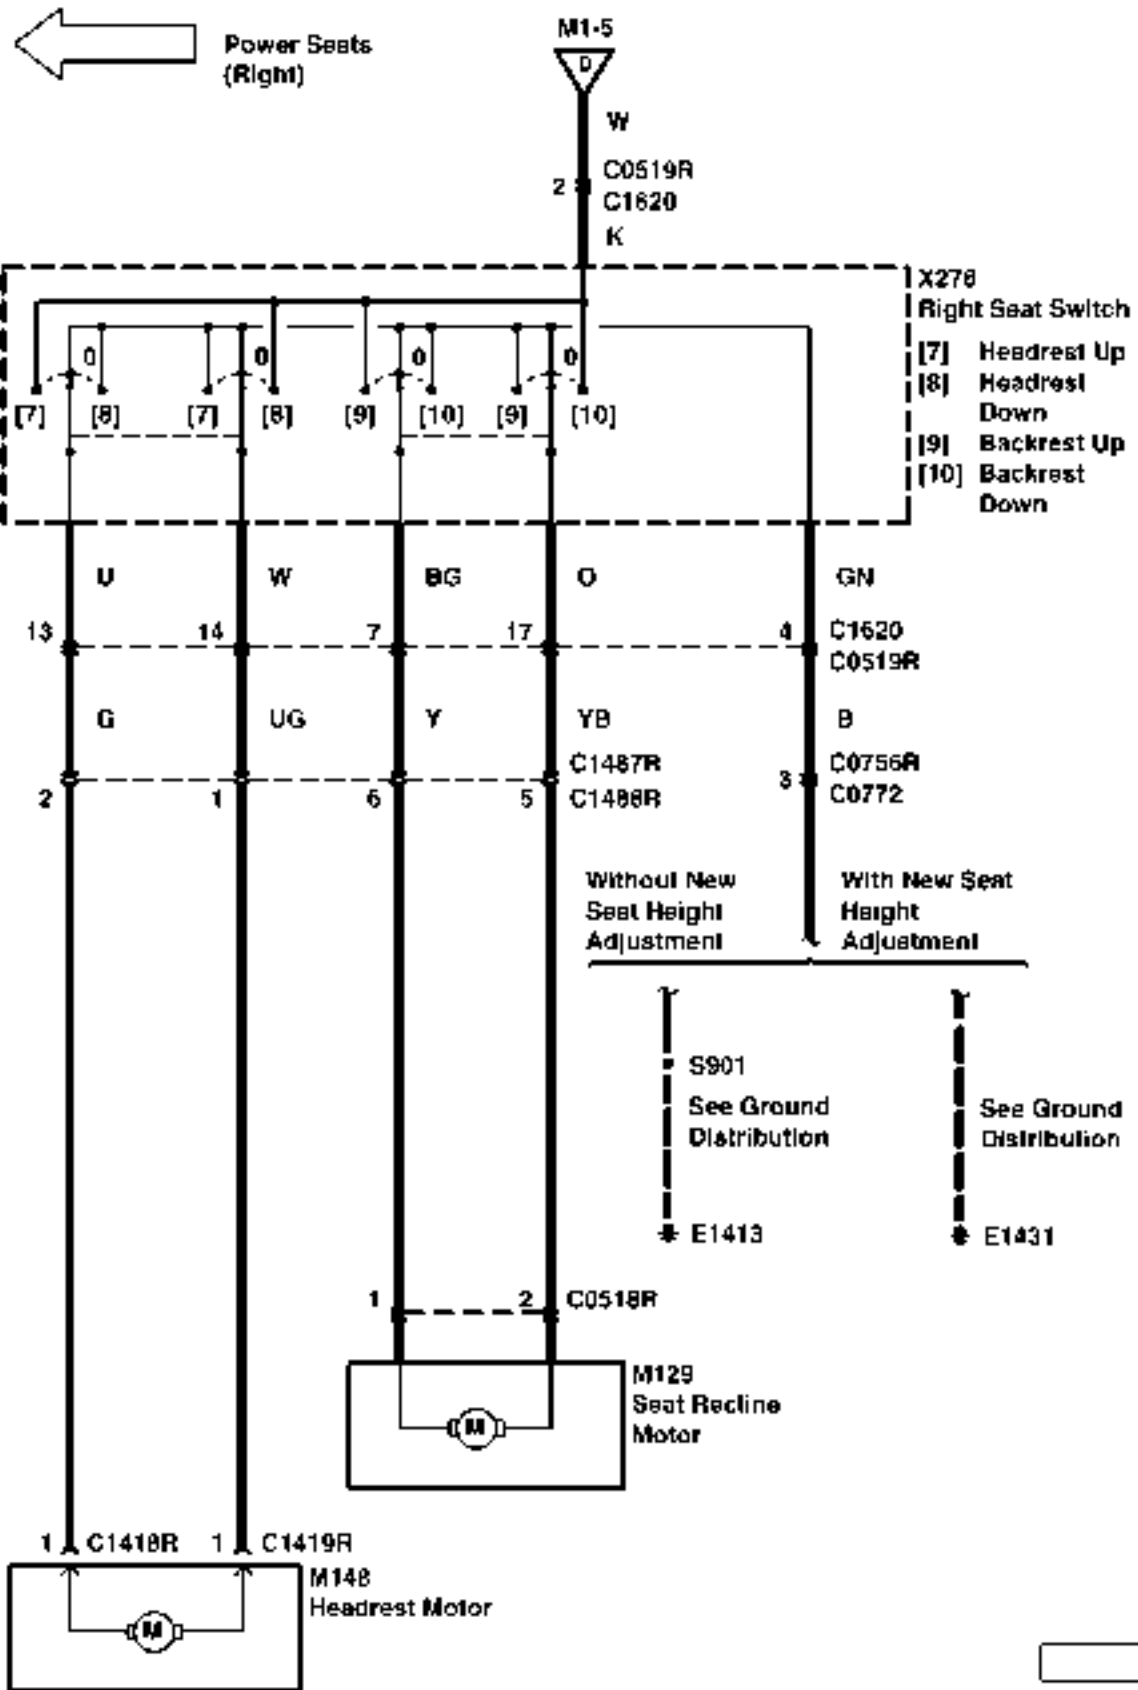 Power Seats
(Right)
M1-5
D
W
2
C0519R
C1620
K
X276
Right Seat Switch
[7] Headrest Up
[8] Headrest
Down
[9] Backrest Up
[10] Backrest
Down
0 0 0 0
[7] [8] [7] [8] [9] [10] [9] [10]
U W BG O GN
13 14 7 17 4 C1620
C0519R
G UG Y YB B
C1487R
C1488R
2 1 6 5
3 C0756R
C0772
Without New
Seat Height
Adjustment
With New Seat
Height
Adjustment
S901
See Ground
Distribution
See Ground
Distribution
E1413
E1431
1 2 C0518R
M129
Seat Recline
Motor
M
1 C1418R 1 C1419R
M148
Headrest Motor
M